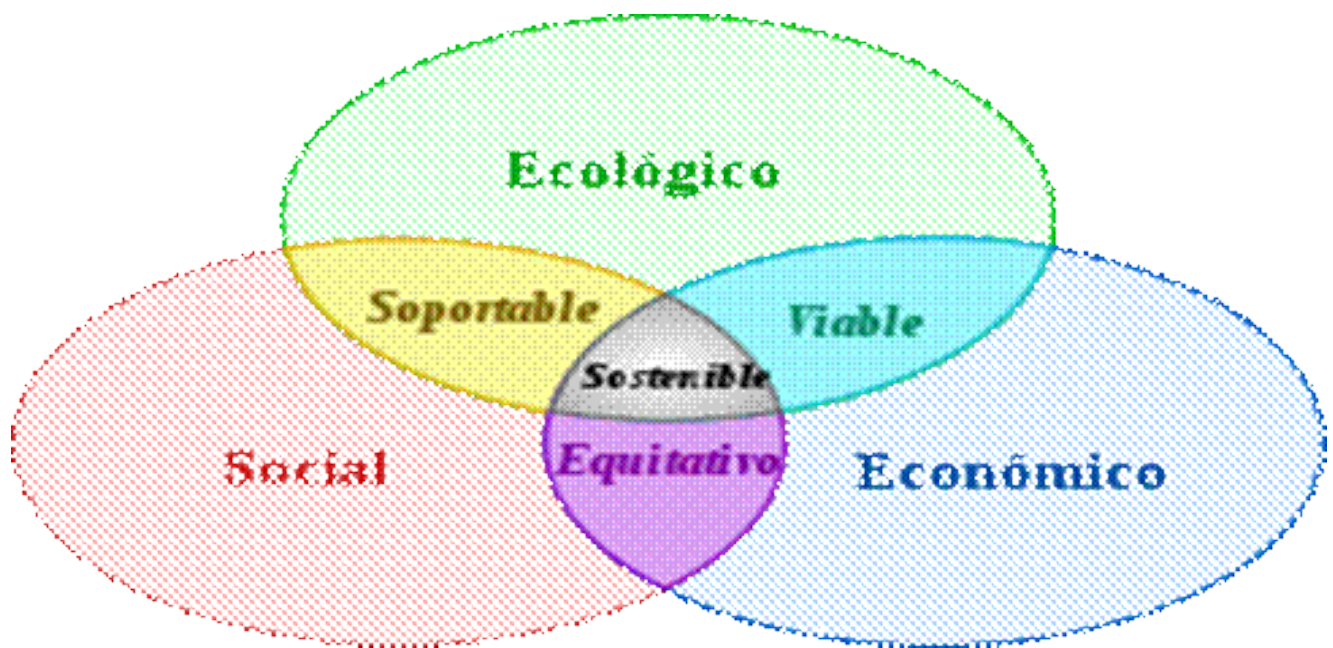 Ecológico
Soportable
Viable
Sostenible
Social
Equitativo
Económico